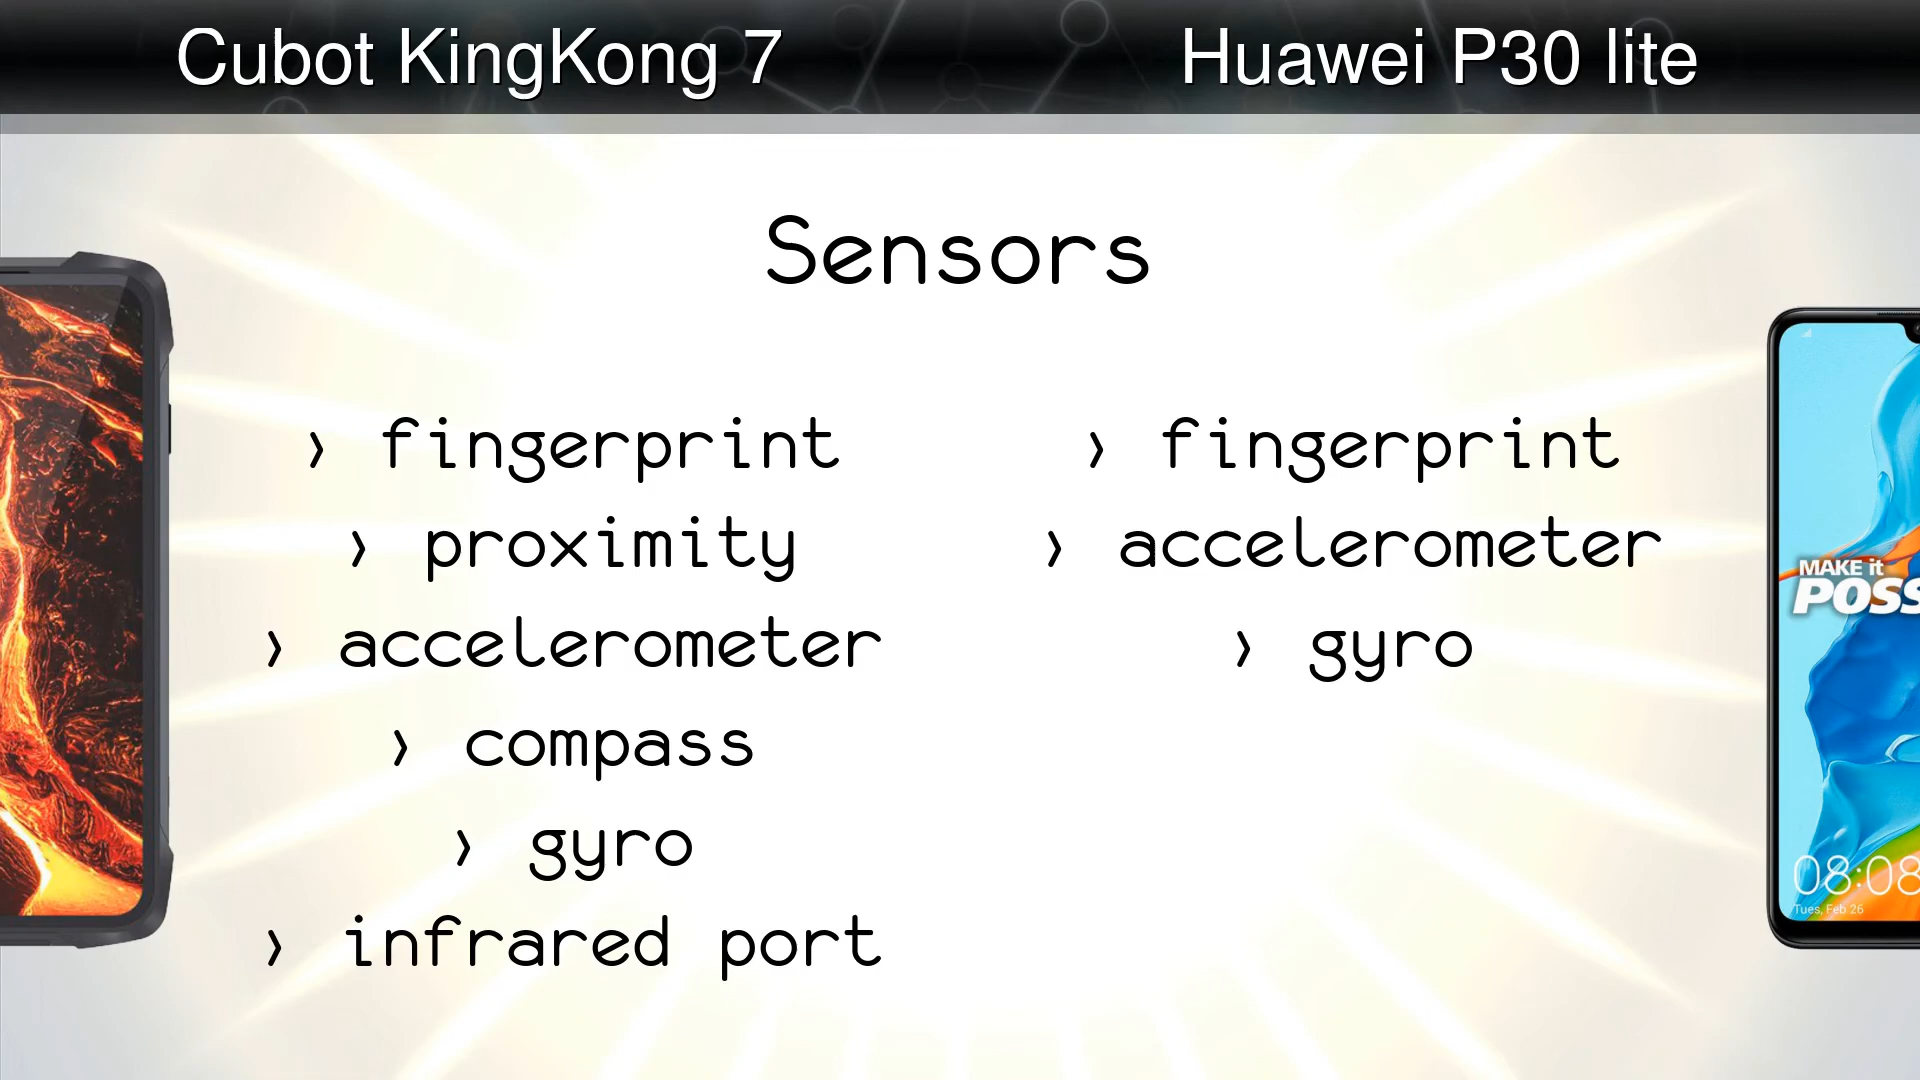 Cubot KingKong 7
Huawei P30 lite
Sensors
› fingerprint
› proximity
› accelerometer
› compass
› gyro
› infrared port
› fingerprint
› accelerometer
› gyro
MAKE it
POSS
08:08
Tues, Feb 26